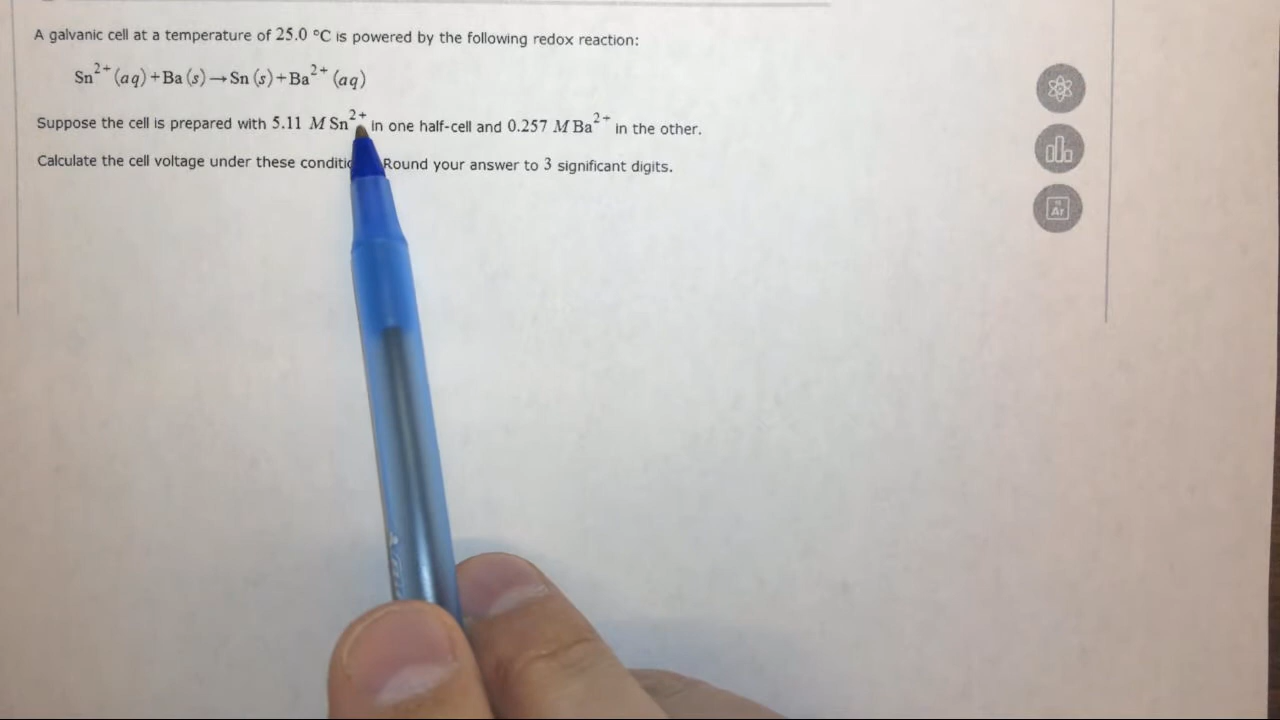 A galvanic cell at a temperature of 25.0 °C is powered by the following redox reaction:
Sn²⁺ (aq) + Ba (s) → Sn (s) + Ba²⁺ (aq)
Suppose the cell is prepared with 5.11 M Sn²⁺ in one half-cell and 0.257 M Ba²⁺ in the other.
Calculate the cell voltage under these Round your answer to 3 significant digits.
Ar